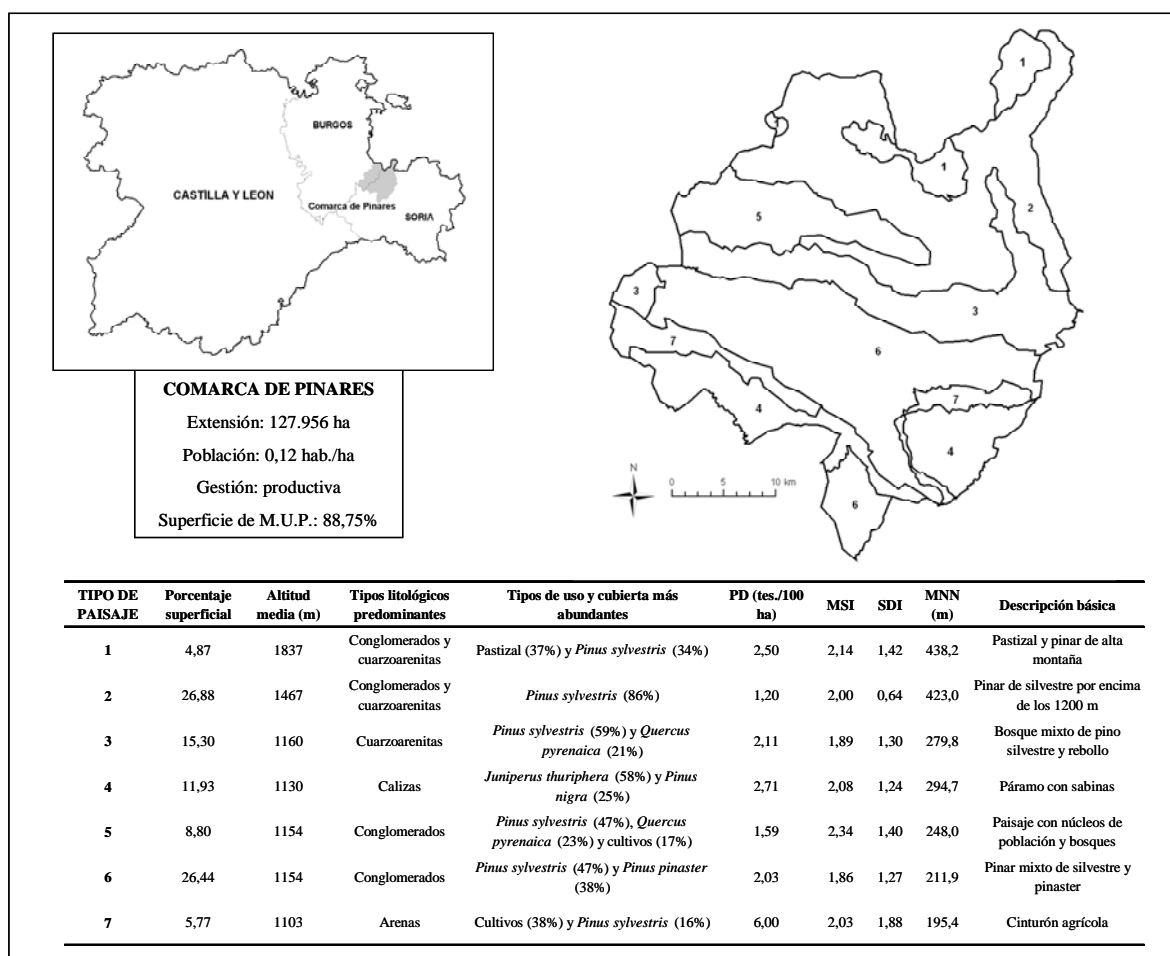 BURGOS
CASTILLA Y LEON
Comarca de Pinares
SORIA
COMARCA DE PINARES
Extensión: 127.956 ha
Población: 0,12 hab./ha
Gestión: productiva
Superficie de M.U.P.: 88,75%
1
1
2
5
3
3
6
7
7
4
4
6
N
0 5 10 km
TIPO DE PAISAJE Porcentaje superficial Altitud media (m) Tipos litológicos predominantes Tipos de uso y cubierta más abundantes PD (tes./100 ha) MSI SDI MNN (m) Descripción básica
1 4,87 1837 Conglomerados y cuarzoarenitas Pastizal (37%) y Pinus sylvestris (34%) 2,50 2,14 1,42 438,2 Pastizal y pinar de alta montaña
2 26,88 1467 Conglomerados y cuarzoarenitas Pinus sylvestris (86%) 1,20 2,00 0,64 423,0 Pinar de silvestre por encima de los 1200 m
3 15,30 1160 Cuarzoarenitas Pinus sylvestris (59%) y Quercus pyrenaica (21%) 2,11 1,89 1,30 279,8 Bosque mixto de pino silvestre y rebollo
4 11,93 1130 Calizas Juniperus thuriphera (58%) y Pinus nigra (25%) 2,71 2,08 1,24 294,7 Páramo con sabinas
5 8,80 1154 Conglomerados Pinus sylvestris (47%), Quercus pyrenaica (23%) y cultivos (17%) 1,59 2,34 1,40 248,0 Paisaje con núcleos de población y bosques
6 26,44 1154 Conglomerados Pinus sylvestris (47%) y Pinus pinaster (38%) 2,03 1,86 1,27 211,9 Pinar mixto de silvestre y pinaster
7 5,77 1103 Arenas Cultivos (38%) y Pinus sylvestris (16%) 6,00 2,03 1,88 195,4 Cinturón agrícola